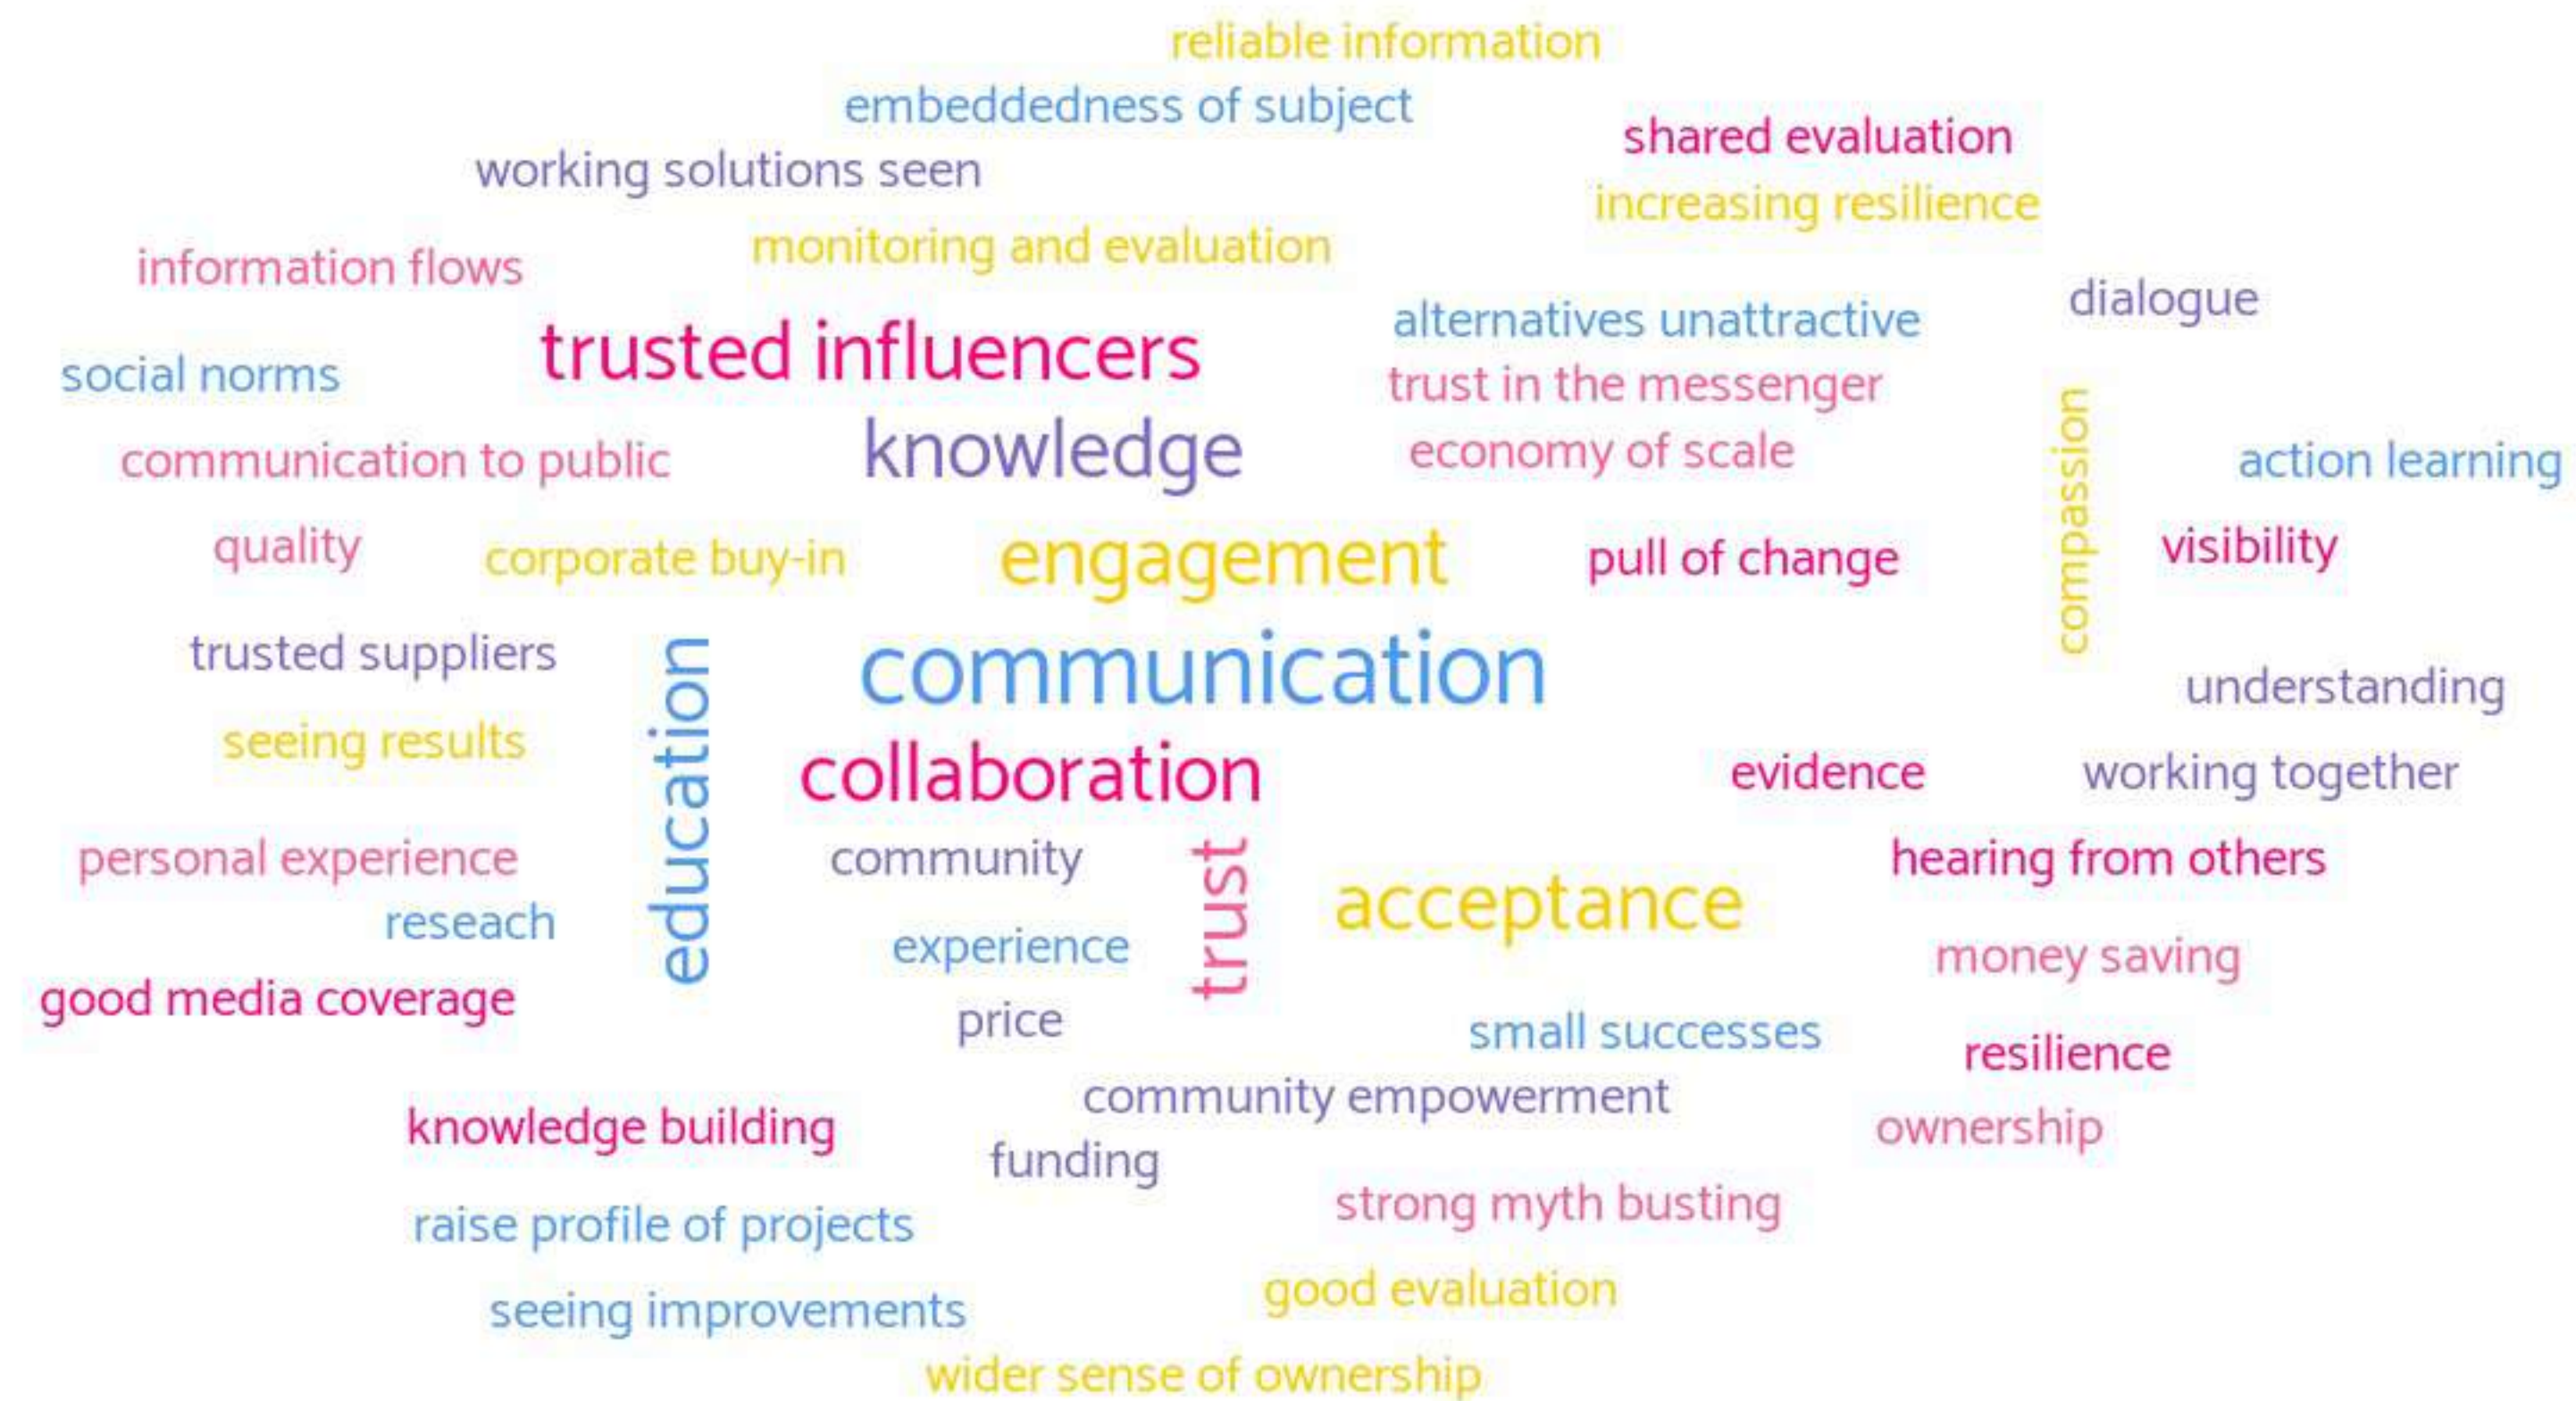 reliable information
embeddedness of subject
shared evaluation
working solutions seen
increasing resilience
monitoring and evaluation
information flows
dialogue
alternatives unattractive
trusted influencers
social norms
trust in the messenger
knowledge
economy of scale
communication to public
compassion
action learning
quality
corporate buy-in
engagement
pull of change
visibility
trusted suppliers
communication
understanding
seeing results
education
collaboration
evidence
working together
personal experience
community
hearing from others
trust
acceptance
reseach
experience
money saving
good media coverage
price
small successes
resilience
community empowerment
knowledge building
ownership
funding
strong myth busting
raise profile of projects
good evaluation
seeing improvements
wider sense of ownership